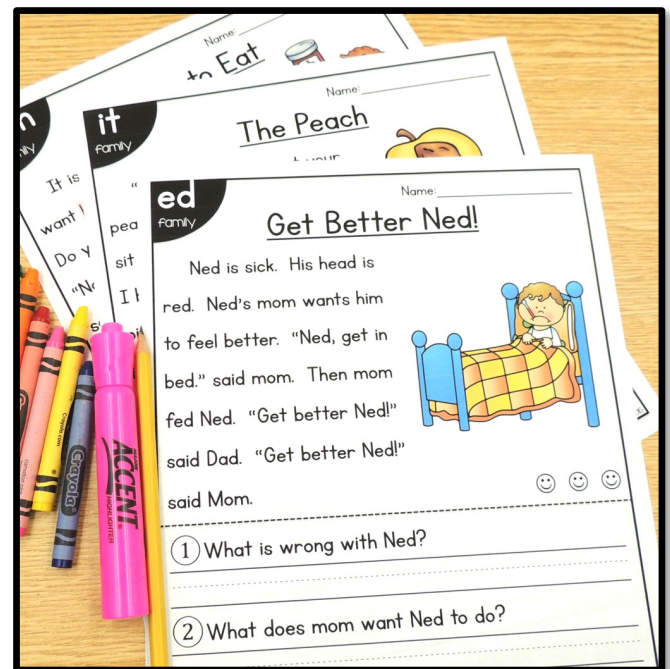 Name:
to Eat
It is
want
Do y
"N
it
family
Name:
The Peach
pea
sit
I
ed
family
Name:
Get Better Ned!
Ned is sick. His head is
red. Ned's mom wants him
to feel better. "Ned, get in
bed." said mom. Then mom
fed Ned. "Get better Ned!"
said Dad. "Get better Ned!"
said Mom.
1 What is wrong with Ned?
2 What does mom want Ned to do?
Crayola
Crayola.com
ACCENT
HIGHLIGHTER